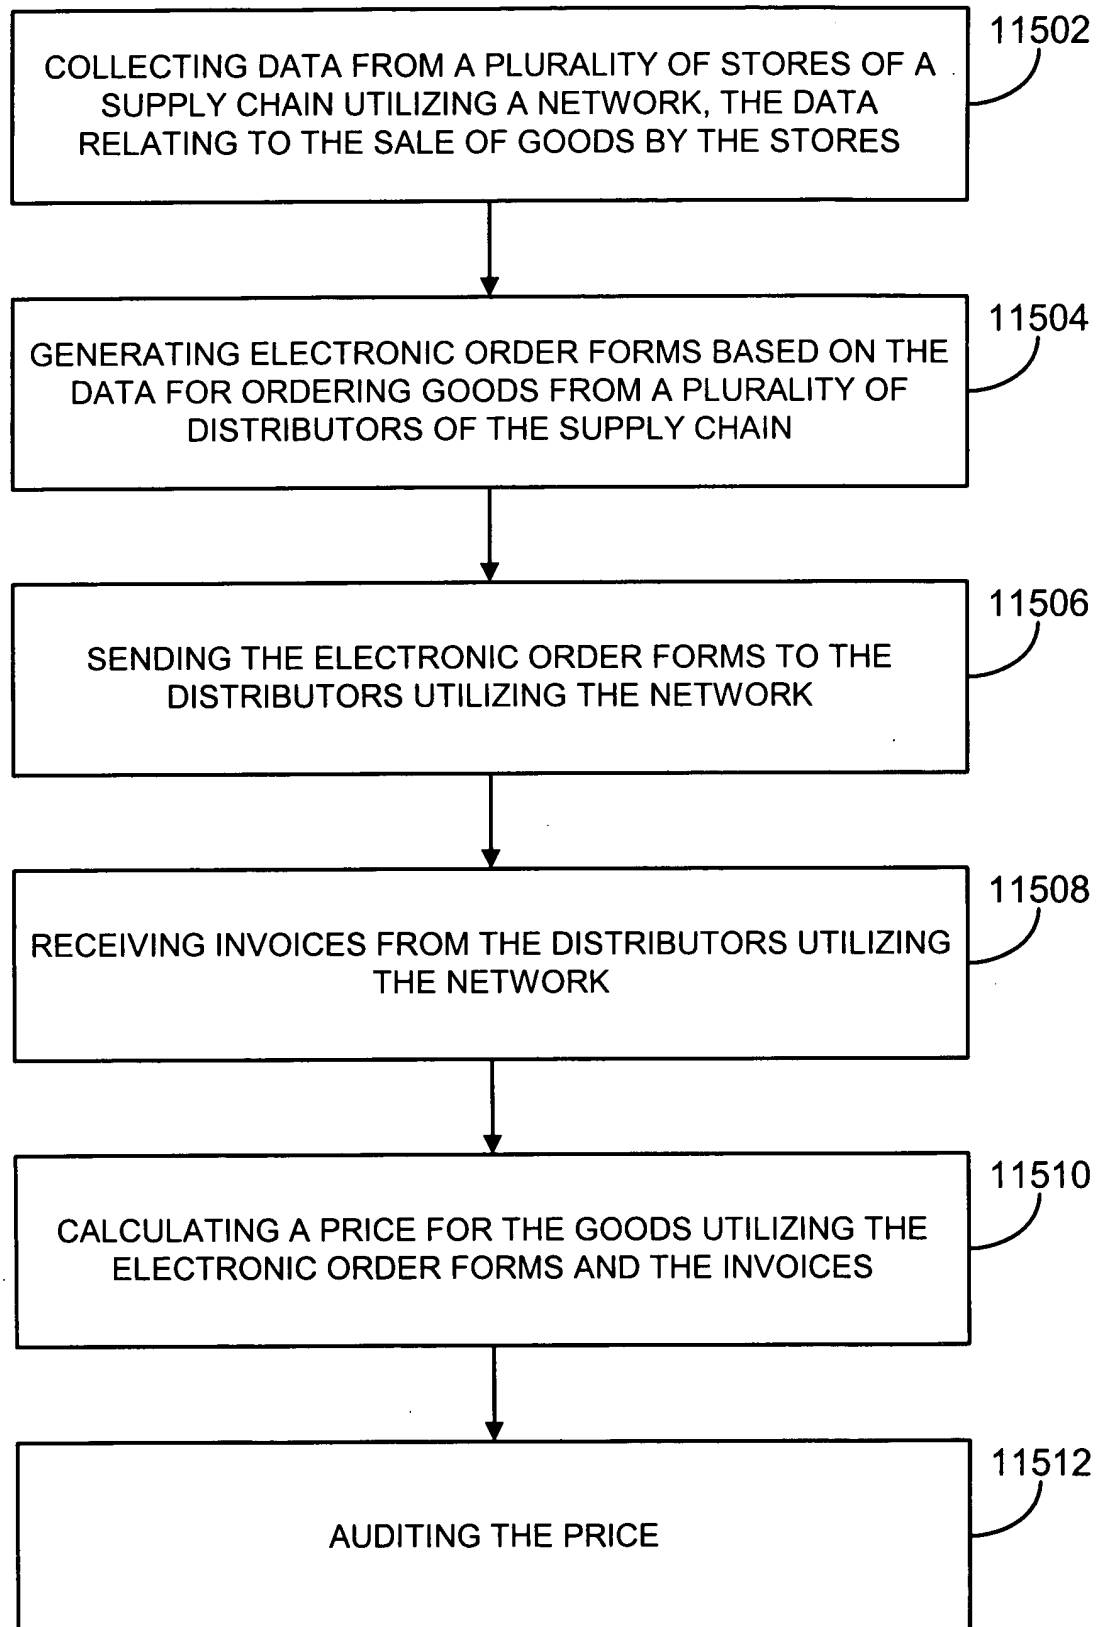 11502
COLLECTING DATA FROM A PLURALITY OF STORES OF A
SUPPLY CHAIN UTILIZING A NETWORK, THE DATA
RELATING TO THE SALE OF GOODS BY THE STORES
11504
GENERATING ELECTRONIC ORDER FORMS BASED ON THE
DATA FOR ORDERING GOODS FROM A PLURALITY OF
DISTRIBUTORS OF THE SUPPLY CHAIN
11506
SENDING THE ELECTRONIC ORDER FORMS TO THE
DISTRIBUTORS UTILIZING THE NETWORK
11508
RECEIVING INVOICES FROM THE DISTRIBUTORS UTILIZING
THE NETWORK
11510
CALCULATING A PRICE FOR THE GOODS UTILIZING THE
ELECTRONIC ORDER FORMS AND THE INVOICES
11512
AUDITING THE PRICE